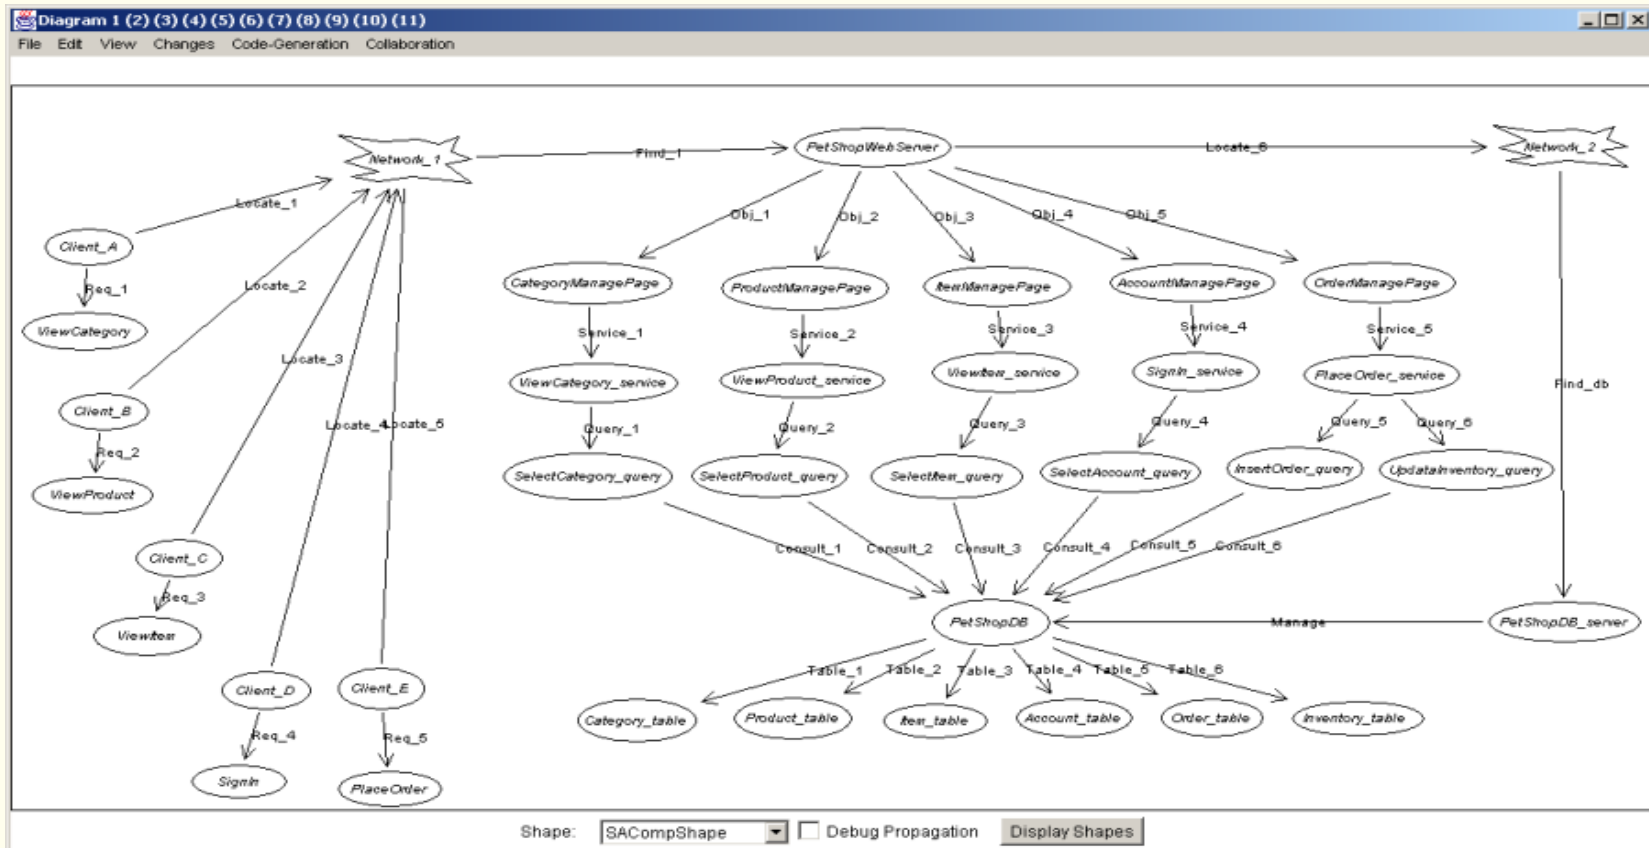 Diagram 1 (2) (3) (4) (5) (6) (7) (8) (9) (10) (11)
File Edit View Changes Code-Generation Collaboration
Network_1
Find_1
PetShopWebServer
Locate_6
Network_2
Locate_1
Obj_1
Obj_2
Obj_3
Obj_4
Obj_5
Client_A
Req_1
Locate_2
CategoryManagePage
ProductManagePage
ItemManagePage
AccountManagePage
OrderManagePage
ViewCategory
Locate_3
Service_1
Service_2
Service_3
Service_4
Service_5
ViewCategory_service
ViewProduct_service
ViewItem_service
SignIn_service
PlaceOrder_service
Find_db
Client_B
Locate_4
Locate_5
Query_1
Query_2
Query_3
Query_4
Query_5
Query_6
Req_2
SelectCategory_query
SelectProduct_query
SelectItem_query
SelectAccount_query
InsertOrder_query
UpdataInventory_query
ViewProduct
Client_C
Consult_1
Consult_2
Consult_3
Consult_4
Consult_5
Consult_6
Req_3
ViewItem
PetShopDB
Manage
PetShopDB_server
Client_D
Client_E
Table_1
Table_2
Table_3
Table_4
Table_5
Table_6
Category_table
Product_table
Item_table
Account_table
Order_table
Inventory_table
Req_4
Req_5
SignIn
PlaceOrder
Shape: SACompShape Debug Propagation Display Shapes